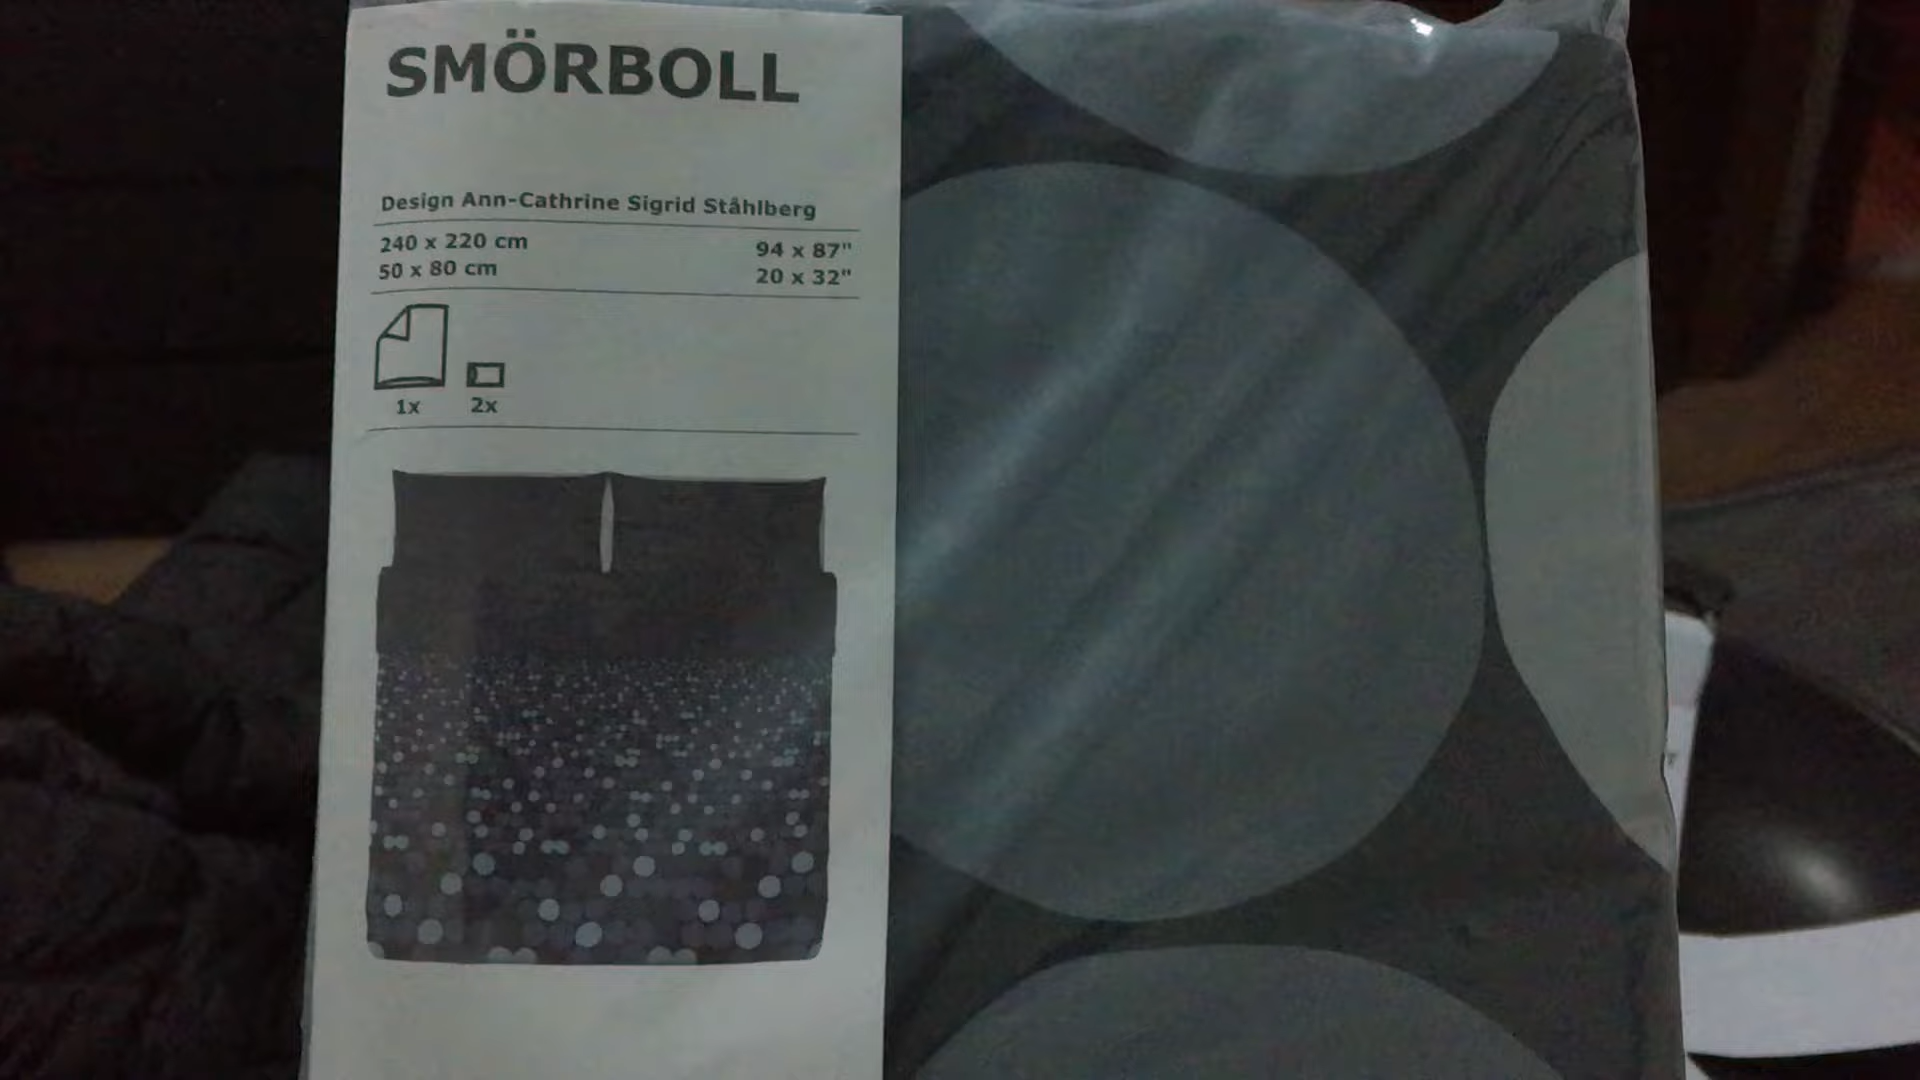 SMÖRBOLL
Design Ann-Cathrine Sigrid Ståhlberg
240 x 220 cm 94 x 87"
50 x 80 cm 20 x 32"
1x 2x